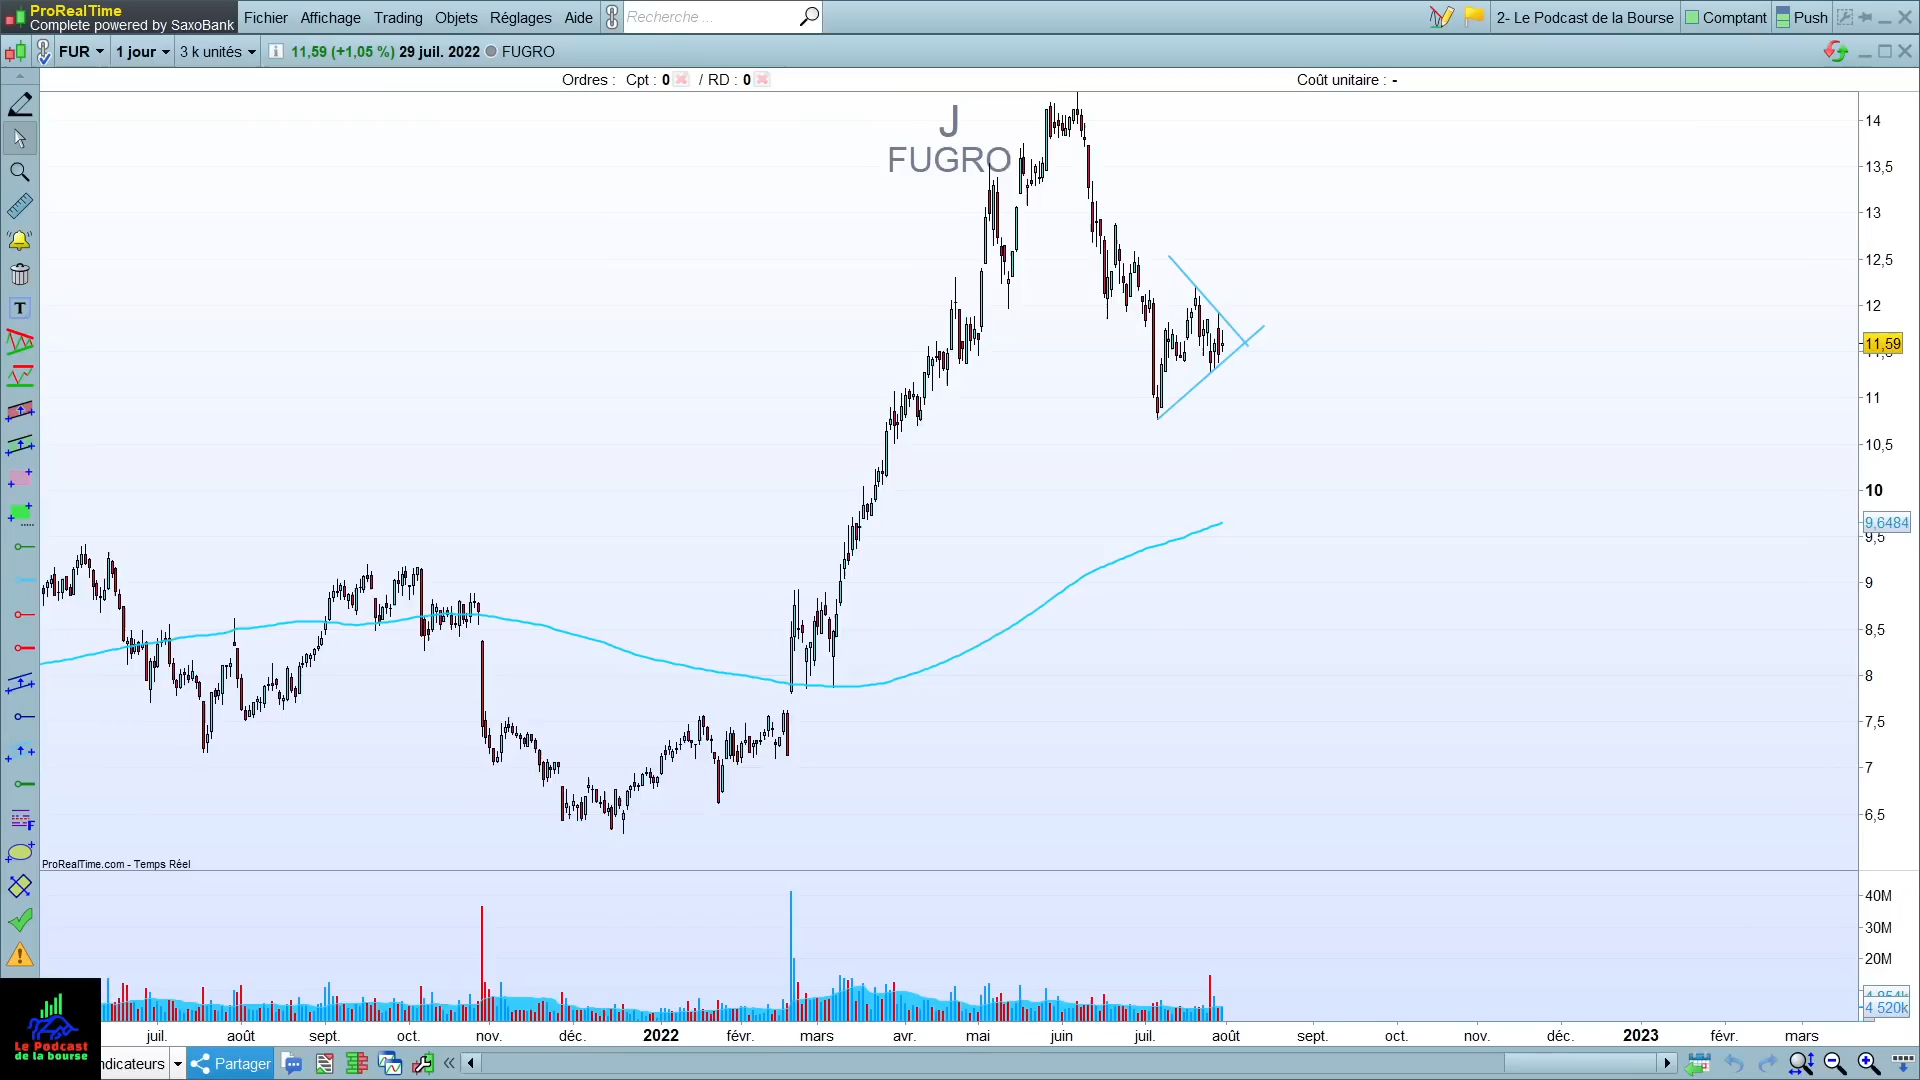 ProRealTime
Complete powered by SaxoBank
Fichier Affichage Trading Objets Réglages Aide
Recherche ...
2- Le Podcast de la Bourse
Comptant
Push
FUR 1 jour 3 k unités 11,59 (+1,05 %) 29 juil. 2022 FUGRO
Ordres : Cpt : 0 / RD : 0
Coût unitaire : -
J
FUGRO
14
13,5
13
12,5
12
11,59
11
10,5
10
9,6484
9,5
9
8,5
8
7,5
7
6,5
T
F
ProRealTime.com - Temps Réel
40M
30M
20M
4 520k
juil. août sept. oct. nov. déc. 2022 févr. mars avr. mai juin juil. août sept. oct. nov. déc. 2023 févr. mars
Le Podcast
de la bourse
ndicateurs
Partager